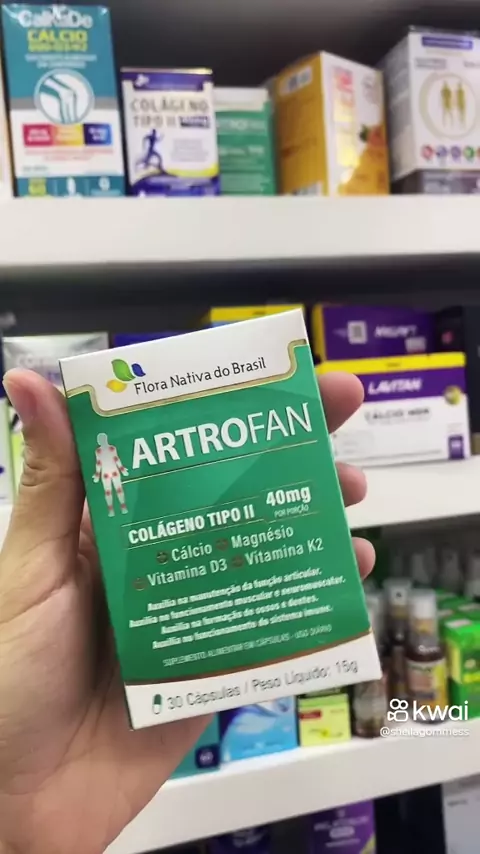 CÁLCIO
COLÁGENO
TIPO II
Flora Nativa do Brasil
ARTROFAN
COLÁGENO TIPO II 40mg
POR PORÇÃO
Cálcio Magnésio
Vitamina D3 Vitamina K2
Auxilia na manutenção da função articular.
Auxilia no funcionamento muscular e neuromuscular.
Auxilia na formação de ossos e dentes.
Auxilia no funcionamento do sistema imune.
SUPLEMENTO ALIMENTAR EM CÁPSULAS - USO DIÁRIO
30 Cápsulas / Peso Líquido: 15g
LAVITAN
CÁLCIO MDK
kwai
@sheilagommess